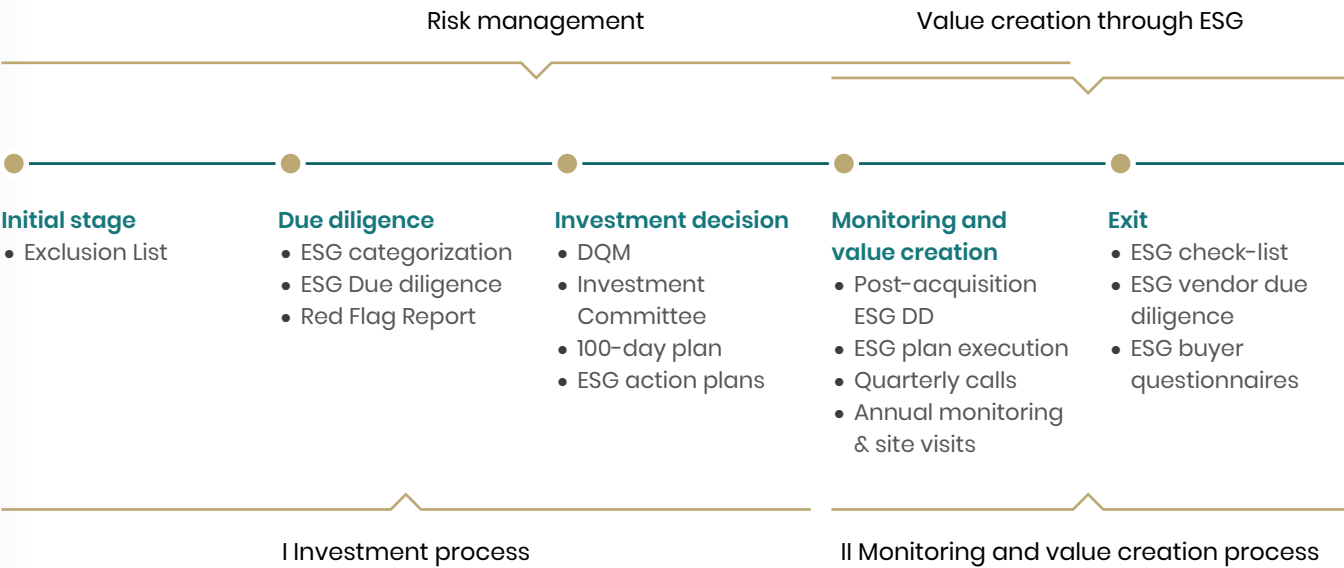 Risk management
Value creation through ESG
Initial stage
• Exclusion List
Due diligence
• ESG categorization
• ESG Due diligence
• Red Flag Report
Investment decision
• DQM
• Investment
Committee
• 100-day plan
• ESG action plans
Monitoring and
value creation
• Post-acquisition
ESG DD
• ESG plan execution
• Quarterly calls
• Annual monitoring
& site visits
Exit
• ESG check-list
• ESG vendor due
diligence
• ESG buyer
questionnaires
I Investment process
II Monitoring and value creation process